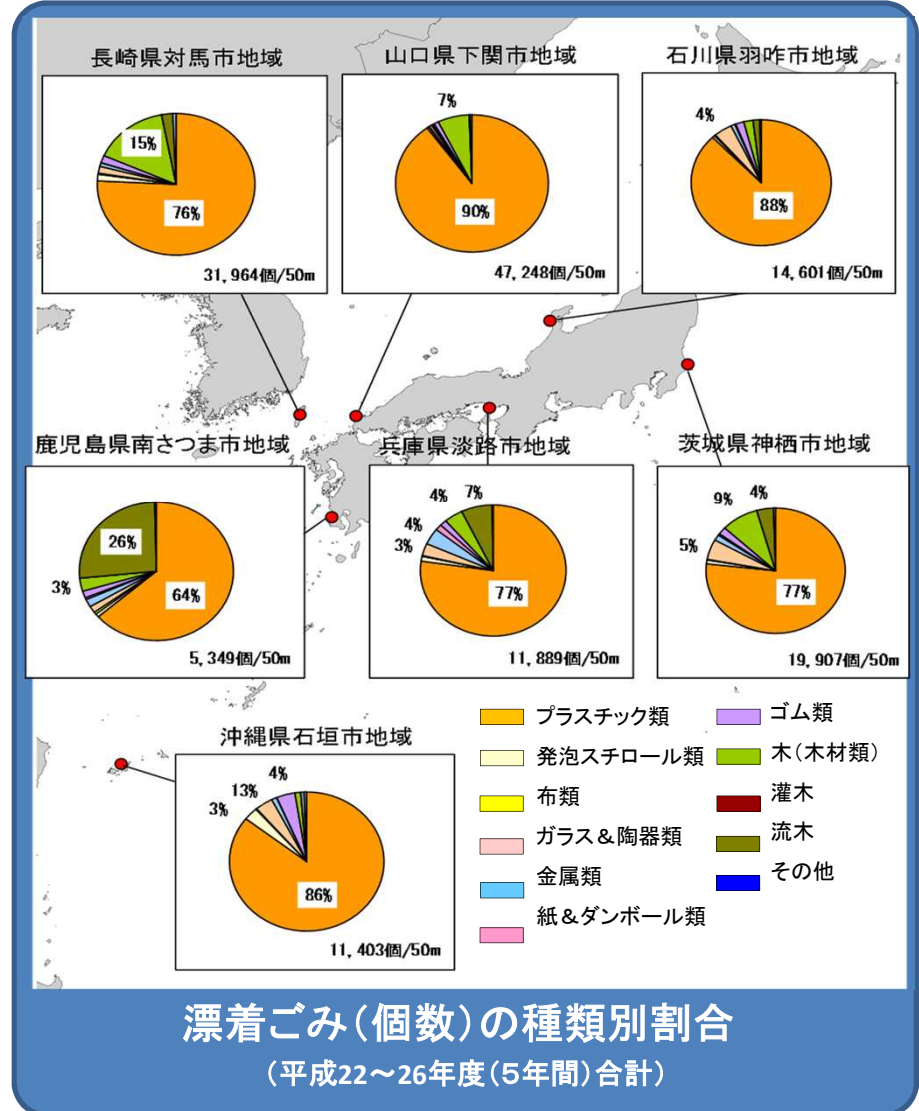 長崎県対馬市地域
15%
76%
31,964個/50m
山口県下関市地域
7%
90%
47,248個/50m
石川県羽咋市地域
4%
88%
14,601個/50m
鹿児島県南さつま市地域
26%
3%
64%
5,349個/50m
兵庫県淡路市地域
4%
7%
4%
3%
77%
11,889個/50m
茨城県神栖市地域
9%
4%
5%
77%
19,907個/50m
沖縄県石垣市地域
4%
13%
3%
86%
11,403個/50m
プラスチック類
発泡スチロール類
布類
ガラス&陶器類
金属類
紙&ダンボール類
ゴム類
木(木材類)
灌木
流木
その他
漂着ごみ(個数)の種類別割合
(平成22~26年度(5年間)合計)